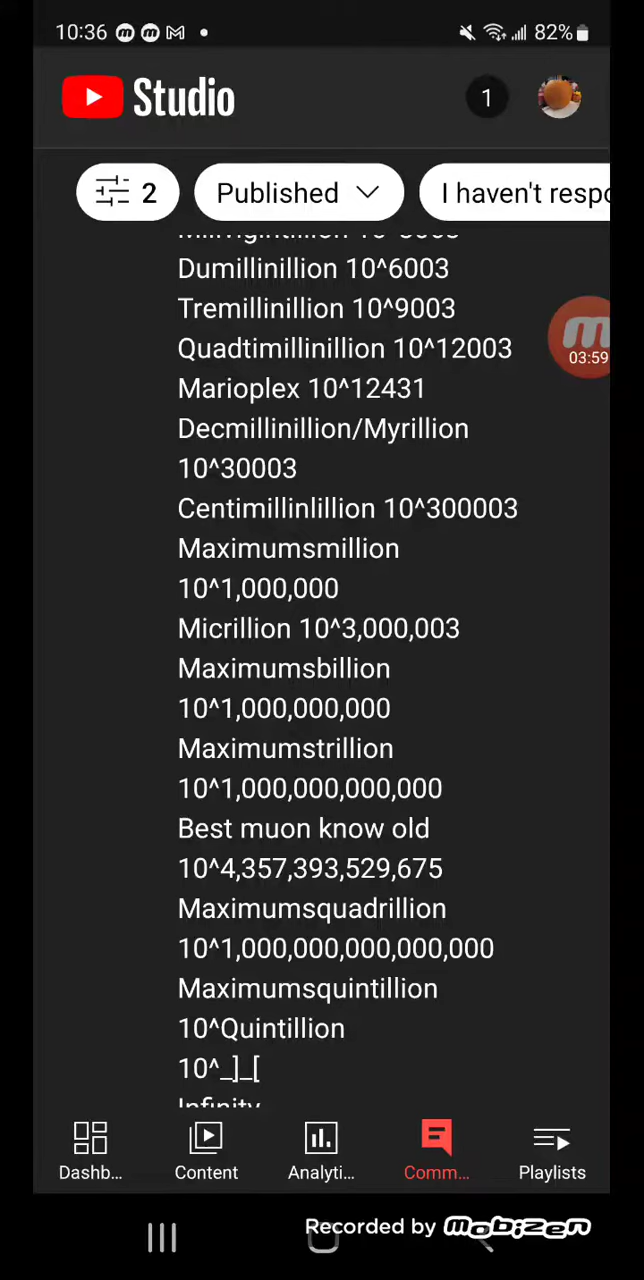 10:36
82%
Studio
1
2
Published
I haven't respo
Dumillinillion 10^6003
Tremillinillion 10^9003
Quadtimillinillion 10^12003
03:59
Marioplex 10^12431
Decmillinillion/Myrillion
10^30003
Centimillinlillion 10^300003
Maximumsmillion
10^1,000,000
Micrillion 10^3,000,003
Maximumsbillion
10^1,000,000,000
Maximumstrillion
10^1,000,000,000,000
Best muon know old
10^4,357,393,529,675
Maximumsquadrillion
10^1,000,000,000,000,000
Maximumsquintillion
10^Quintillion
10^_]_[
Infinity
Dashb... Content Analyti... Comm... Playlists
Recorded by mobizen